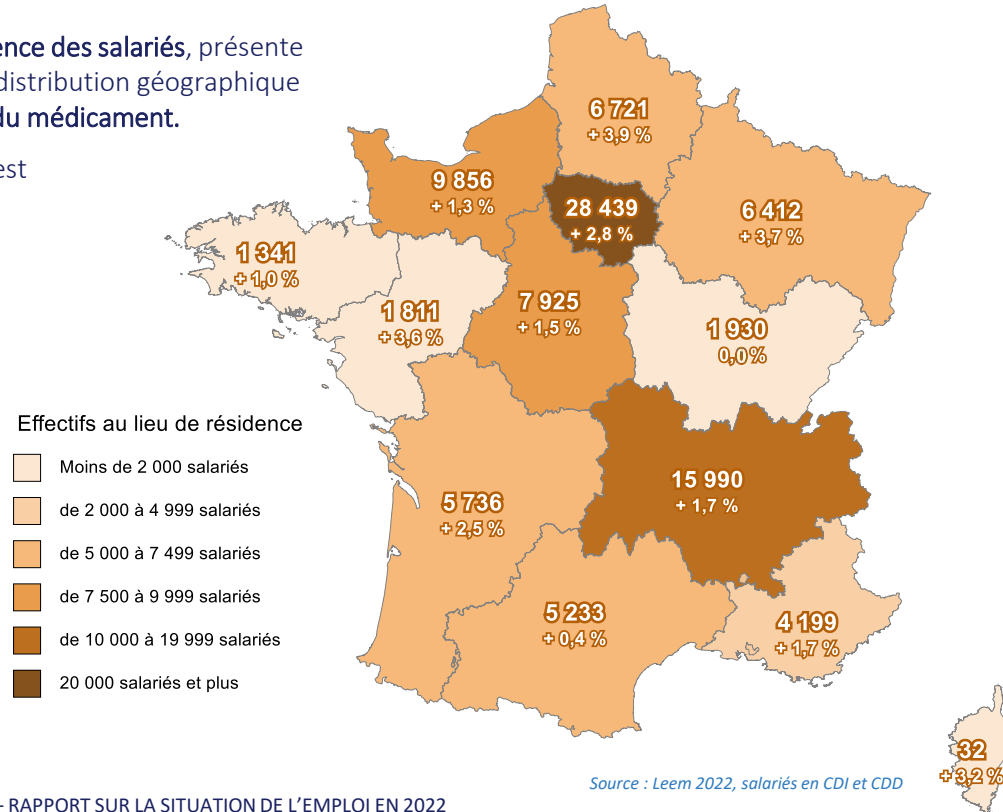 ence des salariés, présente
distribution géographique
du médicament.
est
6 721
+ 3,9 %
9 856
+ 1,3 %
28 439
+ 2,8 %
6 412
+ 3,7 %
1 341
+ 1,0 %
1 811
+ 3,6 %
7 925
+ 1,5 %
1 930
0,0 %
Effectifs au lieu de résidence
Moins de 2 000 salariés
de 2 000 à 4 999 salariés
de 5 000 à 7 499 salariés
de 7 500 à 9 999 salariés
de 10 000 à 19 999 salariés
20 000 salariés et plus
15 990
+ 1,7 %
5 736
+ 2,5 %
5 233
+ 0,4 %
4 199
+ 1,7 %
32
+ 3,2 %
Source : Leem 2022, salariés en CDI et CDD
- RAPPORT SUR LA SITUATION DE L'EMPLOI EN 2022